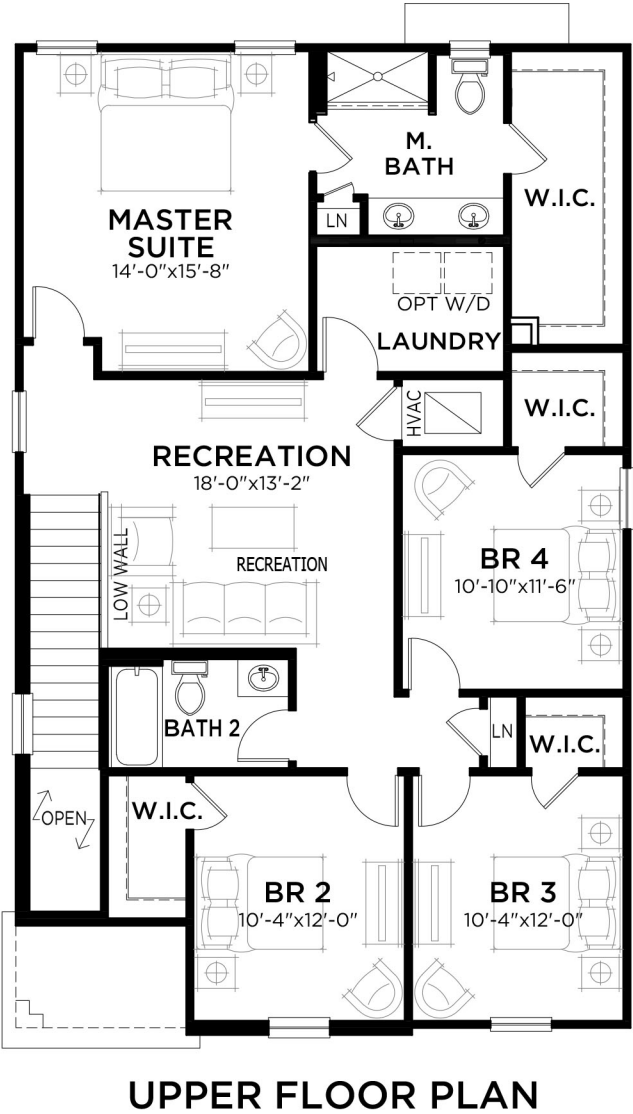 M.
BATH
W.I.C.
MASTER
SUITE
14'-0"x15'-8"
LN
OPT W/D
LAUNDRY
HVAC
W.I.C.
RECREATION
18'-0"x13'-2"
LOW WALL
RECREATION
BR 4
10'-10"x11'-6"
BATH 2
LN
W.I.C.
OPEN
W.I.C.
BR 2
10'-4"x12'-0"
BR 3
10'-4"x12'-0"
UPPER FLOOR PLAN